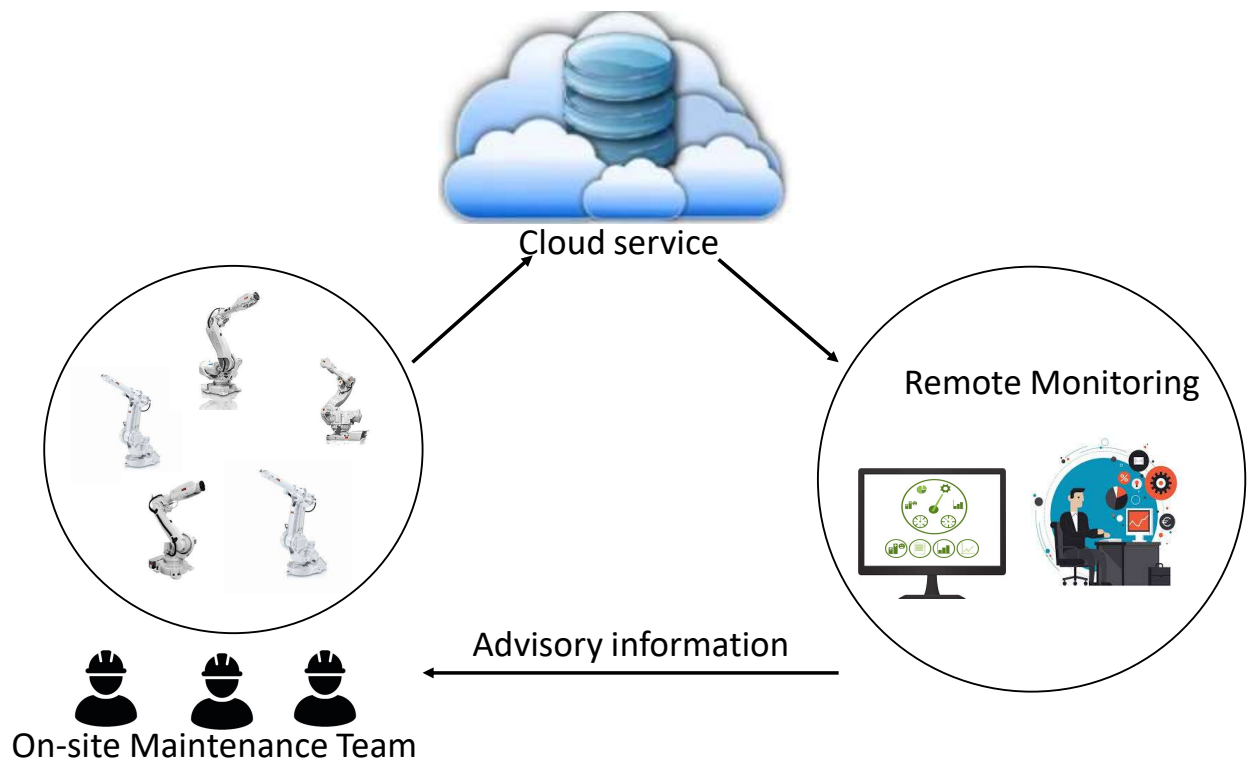 Cloud service
Remote Monitoring
Advisory information
On-site Maintenance Team